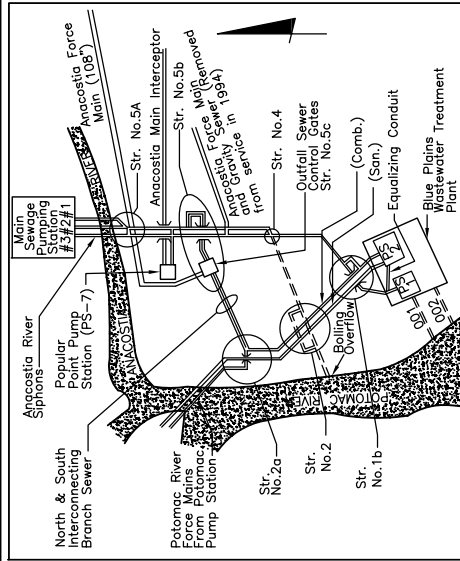 Main
Sewage
Pumping
Station
#3#2#1
Anacostia Force
Main (108")
Str. No.5A
Anacostia Main Interceptor
Str. No.5b
Anacostia Force Main
and Gravity Sewer (Removed
from service in 1994)
Str. No.4
Outfall Sewer
Control Gates
Str. No.5c
(Comb.)
(San.)
Equalizing Conduit
Blue Plains
Wastewater Treatment
Plant
ANACOSTIA
RIVER
PS
2
PS
1
001
002
Bolling
Overflow
POTOMAC
RIVER
Anacostia River
Siphons
Popular
Point Pump
Station (PS-7)
North & South
Interconnecting
Branch Sewer
Potomac River
Force Mains
From Potomac
Pump Station
Str.
No.2a
Str.
No.2
Str.
No.1b